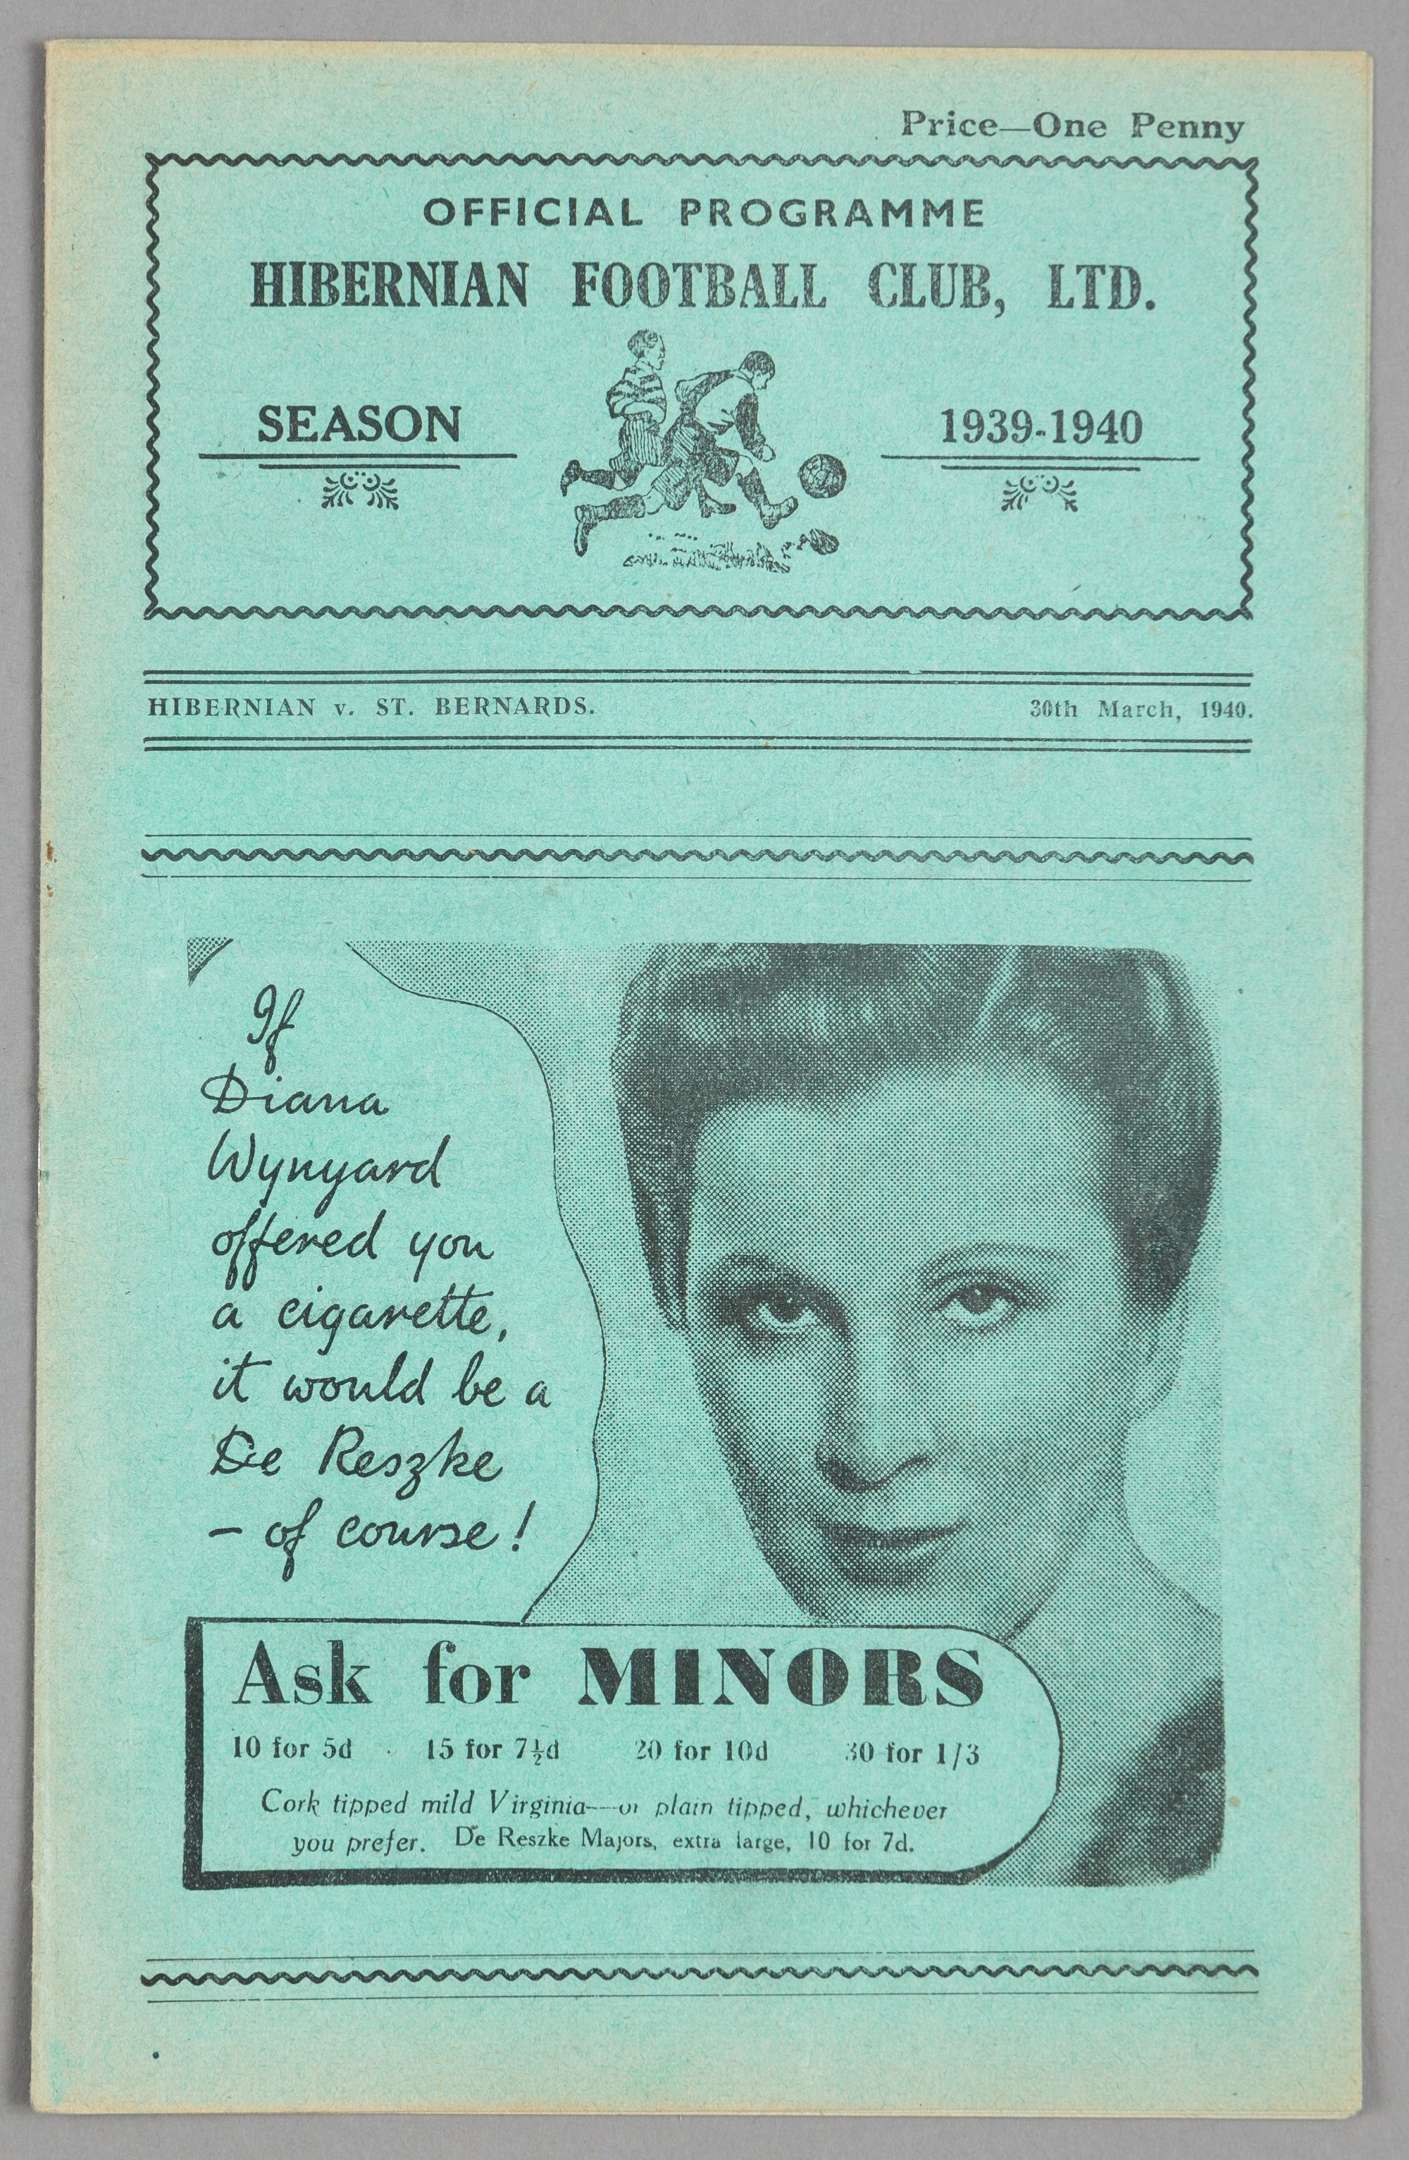 Price—One Penny
OFFICIAL PROGRAMME
HIBERNIAN FOOTBALL CLUB, LTD.
SEASON 1939-1940
HIBERNIAN v. ST. BERNARDS. 30th March, 1940.
If
Diana
Wynyard
offered you
a cigarette,
it would be a
De Reszke
– of course!
Ask for MINORS
10 for 5d 15 for 7½d 20 for 10d 30 for 1/3
Cork tipped mild Virginia—or plain tipped, whichever
you prefer. De Reszke Majors, extra large, 10 for 7d.